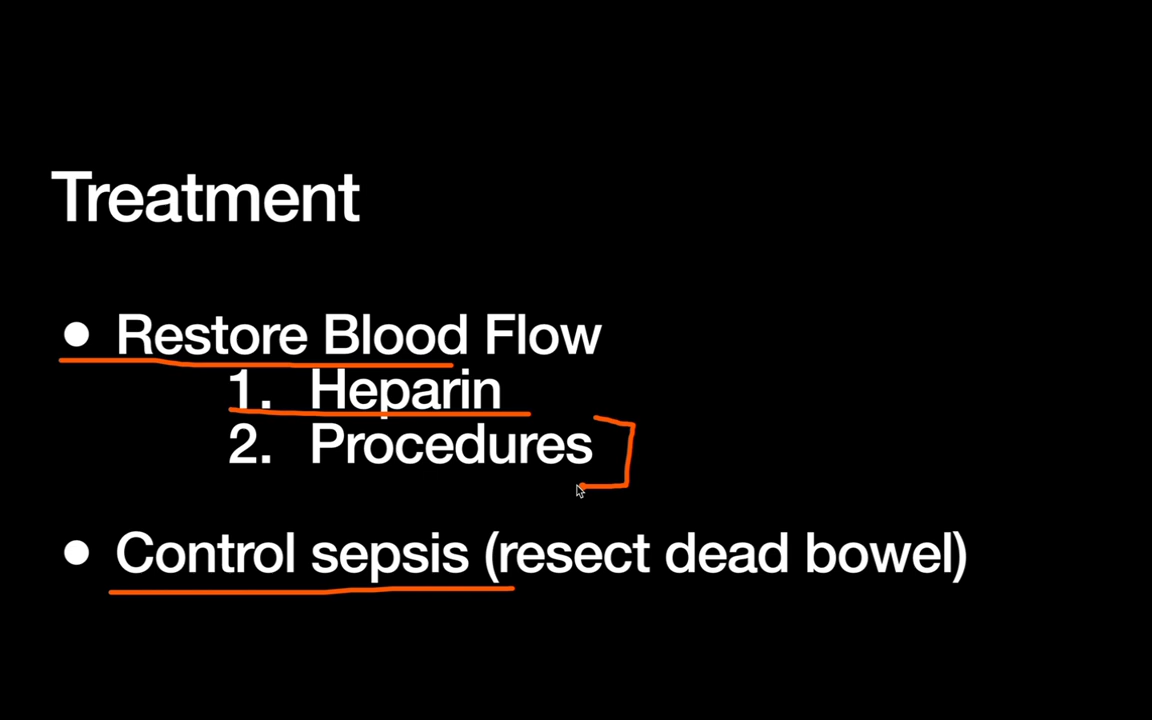 Treatment
● Restore Blood Flow
1. Heparin
2. Procedures
● Control sepsis (resect dead bowel)